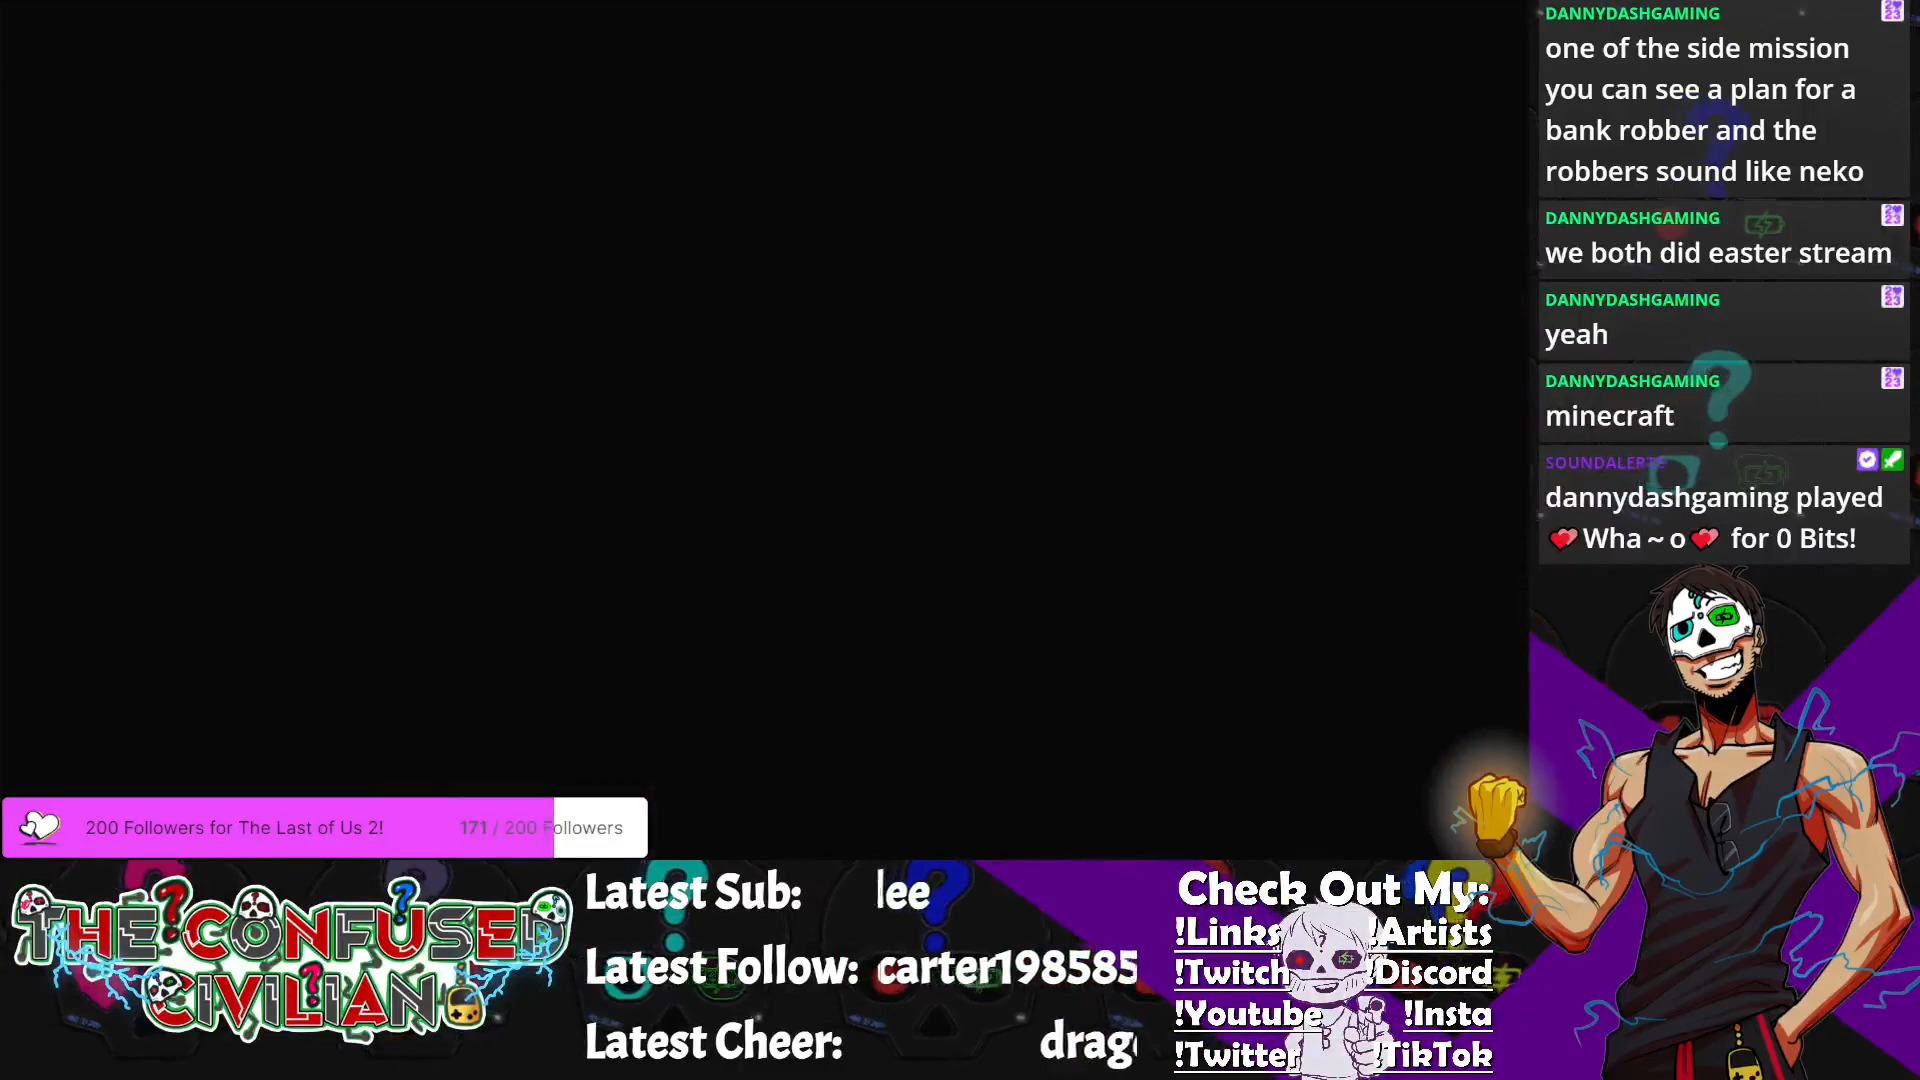 DANNYDASHGAMING
one of the side mission
you can see a plan for a
bank robber and the
robbers sound like neko
DANNYDASHGAMING
we both did easter stream
DANNYDASHGAMING
yeah
DANNYDASHGAMING
minecraft
SOUNDALERTS
dannydashgaming played
Wha ~ o for 0 Bits!
200 Followers for The Last of Us 2! 171 / 200 Followers
THE CONFUSED
CIVILIAN
Latest Sub: lee
Latest Follow: carter198585
Latest Cheer: drag
Check Out My:
!Links !Artists
!Twitch !Discord
!Youtube !Insta
!Twitter !TikTok